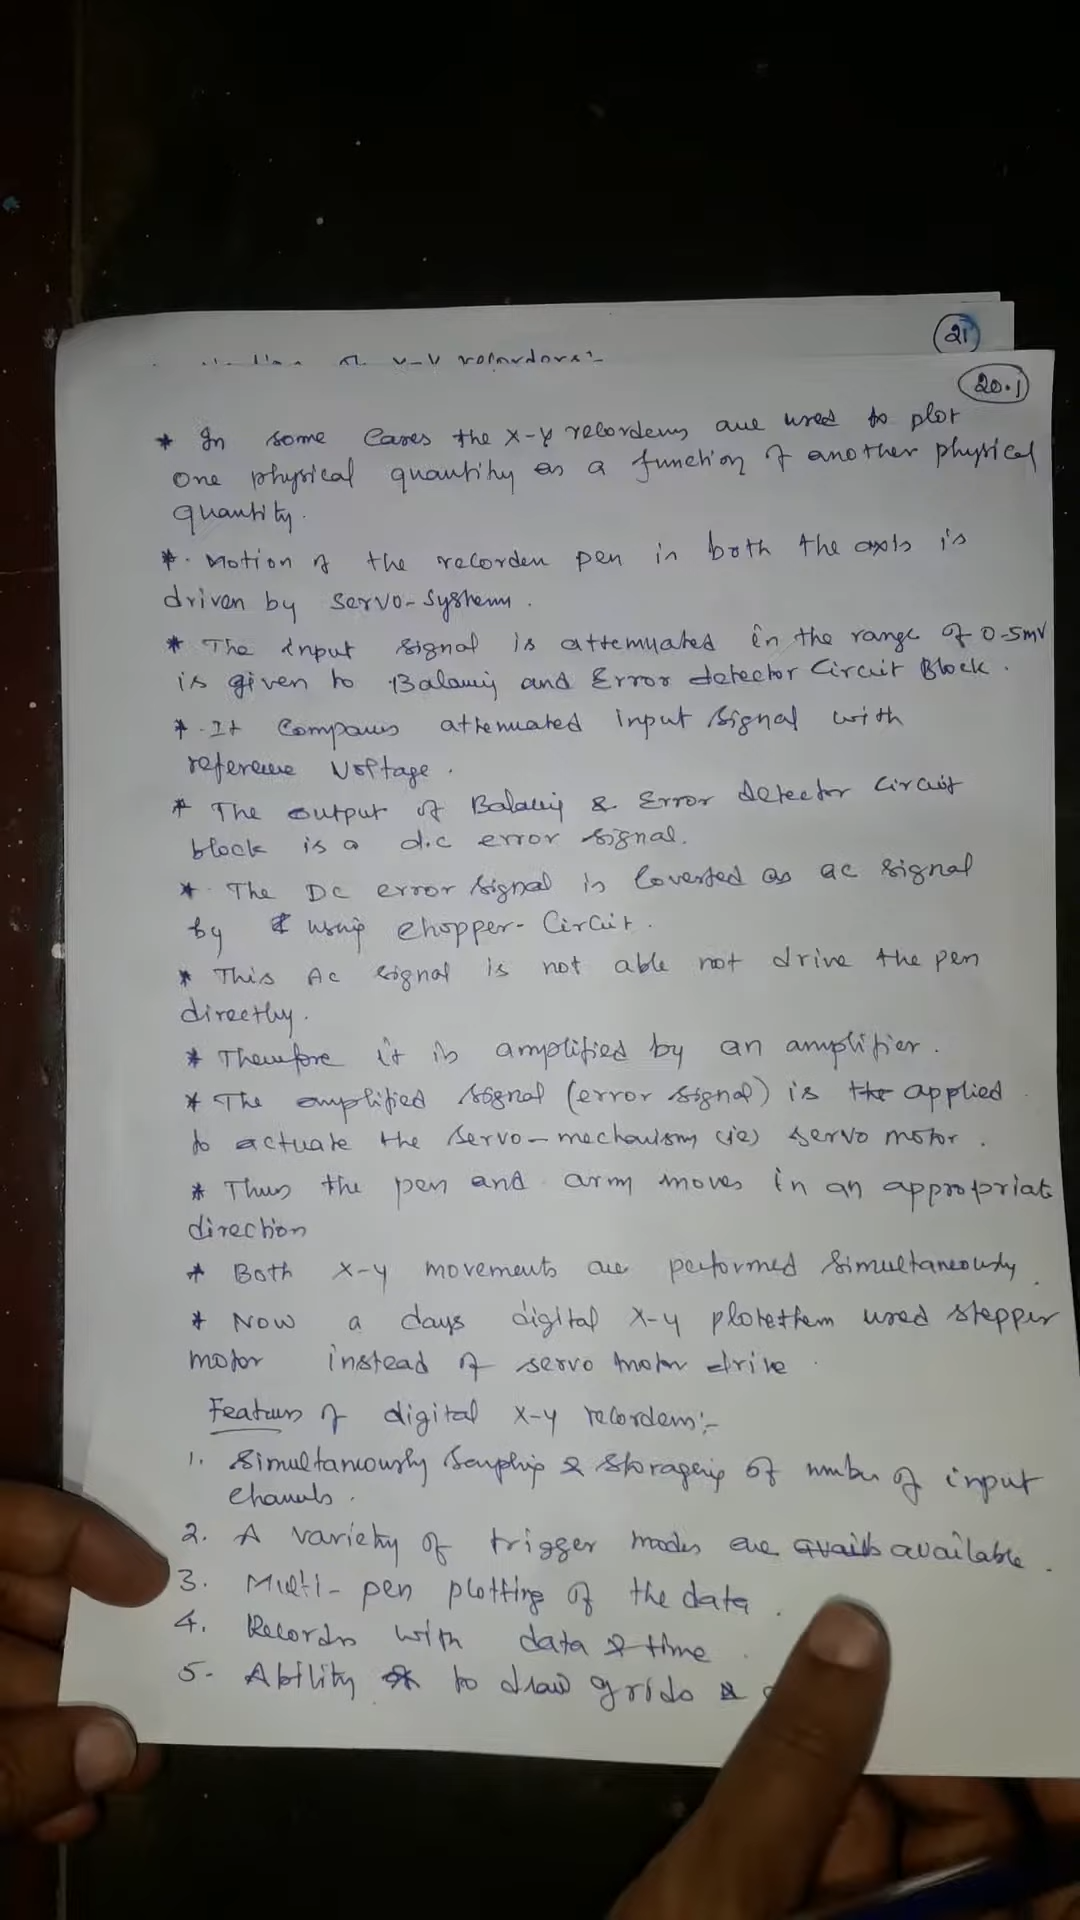 21
X-Y recorders:-
20.1
* In some Cases the X-Y recorders are used to plot
One physical quantity as a function of another physical
quantity.
*. Motion of the recorder pen in both the axis is
driven by Servo-Systems.
* The input signal is attenuated in the range of 0-5mV
is given to Balancing and Error detector Circuit Block.
*. It Compares attenuated input signal with
reference Voltage.
* The output of Balancing & Error detector Circuit
block is a d.c error signal.
*. The DC error signal is Coverted as ac signal
by using chopper-Circuit.
* This AC signal is not able not drive the pen
directly.
* Therefore it is amplified by an amplifier.
* The amplified signal (error signal) is the applied
to actuate the servo-mechanism (ie) servo motor.
* Thus the pen and arm moves in an appropriate
direction
* Both X-Y movements are performed simultaneously.
* Now a days digital X-Y used stepper
motor instead of servo motor drive.
Features of digital X-Y recorders:-
1. Simultaneously Sampling & of number of input
channels.
2. A variety of trigger modes are avails available.
3. Multi-pen plotting of the data.
4. Records with data & time.
5. Ability to draw grids &